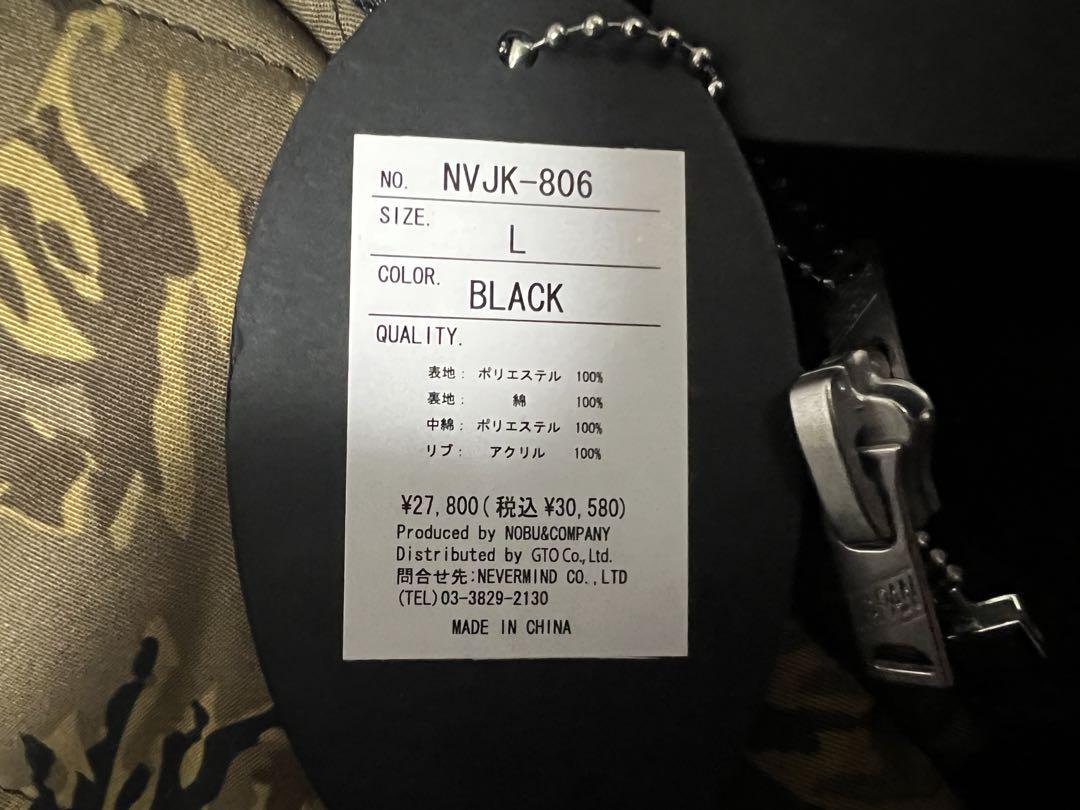 NO. NVJK-806
SIZE. L
COLOR. BLACK
QUALITY.
表地: ポリエステル 100%
裏地: 綿 100%
中綿: ポリエステル 100%
リブ: アクリル 100%
¥27,800(税込¥30,580)
Produced by NOBU&COMPANY
Distributed by GTO Co., Ltd.
問合せ先:NEVERMIND CO.,LTD
(TEL)03-3829-2130
MADE IN CHINA